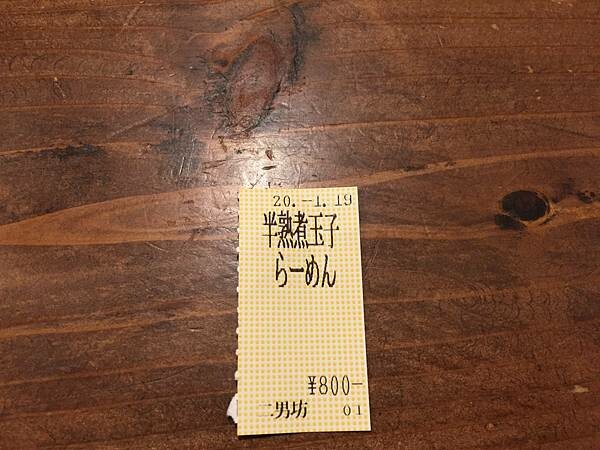 20.-1.19
半熟煮玉子
らーめん
¥800-
二男坊 01